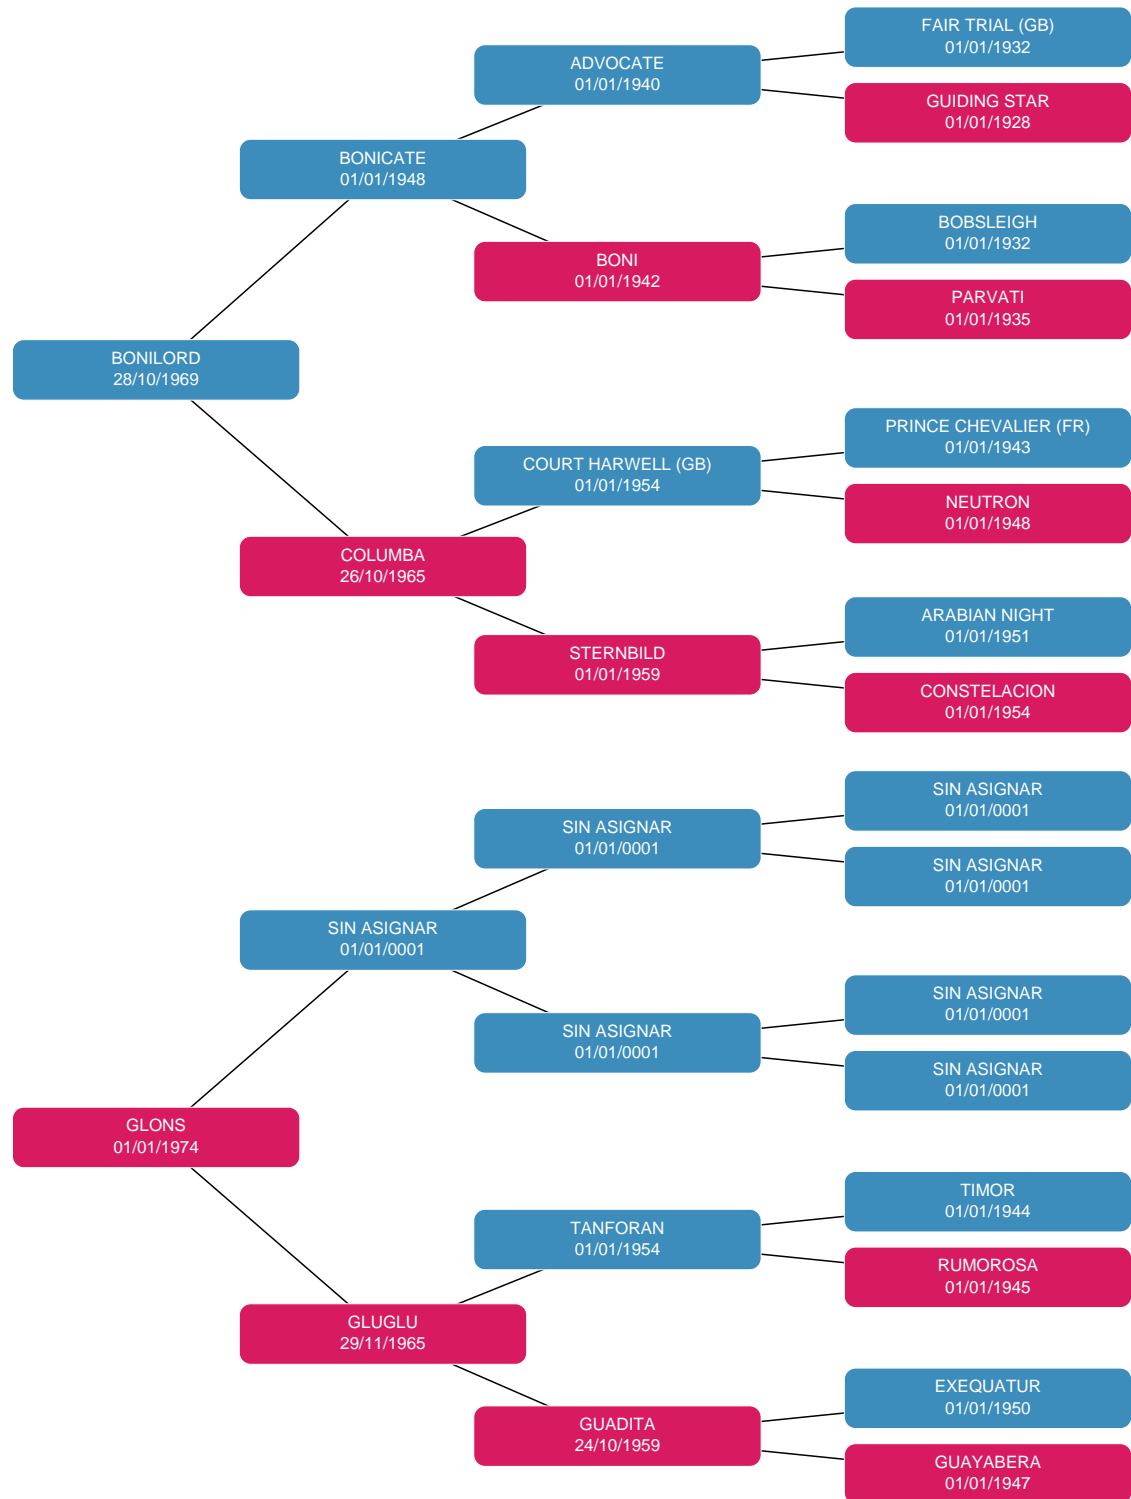 FAIR TRIAL (GB)
01/01/1932
ADVOCATE
01/01/1940
GUIDING STAR
01/01/1928
BONICATE
01/01/1948
BOBSLEIGH
01/01/1932
BONI
01/01/1942
PARVATI
01/01/1935
BONILORD
28/10/1969
PRINCE CHEVALIER (FR)
01/01/1943
COURT HARWELL (GB)
01/01/1954
NEUTRON
01/01/1948
COLUMBA
26/10/1965
ARABIAN NIGHT
01/01/1951
STERNBILD
01/01/1959
CONSTELACION
01/01/1954
SIN ASIGNAR
01/01/0001
SIN ASIGNAR
01/01/0001
SIN ASIGNAR
01/01/0001
SIN ASIGNAR
01/01/0001
SIN ASIGNAR
01/01/0001
SIN ASIGNAR
01/01/0001
SIN ASIGNAR
01/01/0001
GLONS
01/01/1974
TIMOR
01/01/1944
TANFORAN
01/01/1954
RUMOROSA
01/01/1945
GLUGLU
29/11/1965
EXEQUATUR
01/01/1950
GUADITA
24/10/1959
GUAYABERA
01/01/1947